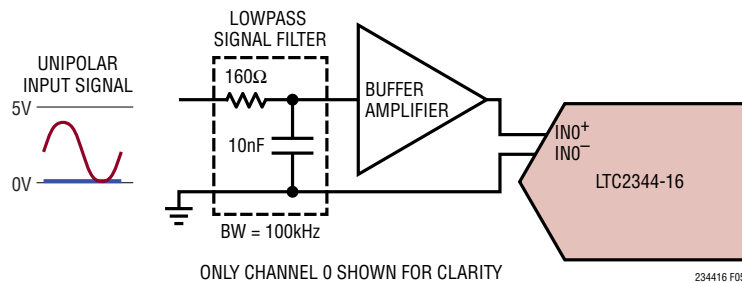 LOWPASS
SIGNAL FILTER
UNIPOLAR
INPUT SIGNAL
160Ω
BUFFER
AMPLIFIER
5V
IN0+
IN0−
10nF
0V
LTC2344-16
BW = 100kHz
ONLY CHANNEL 0 SHOWN FOR CLARITY
234416 F05